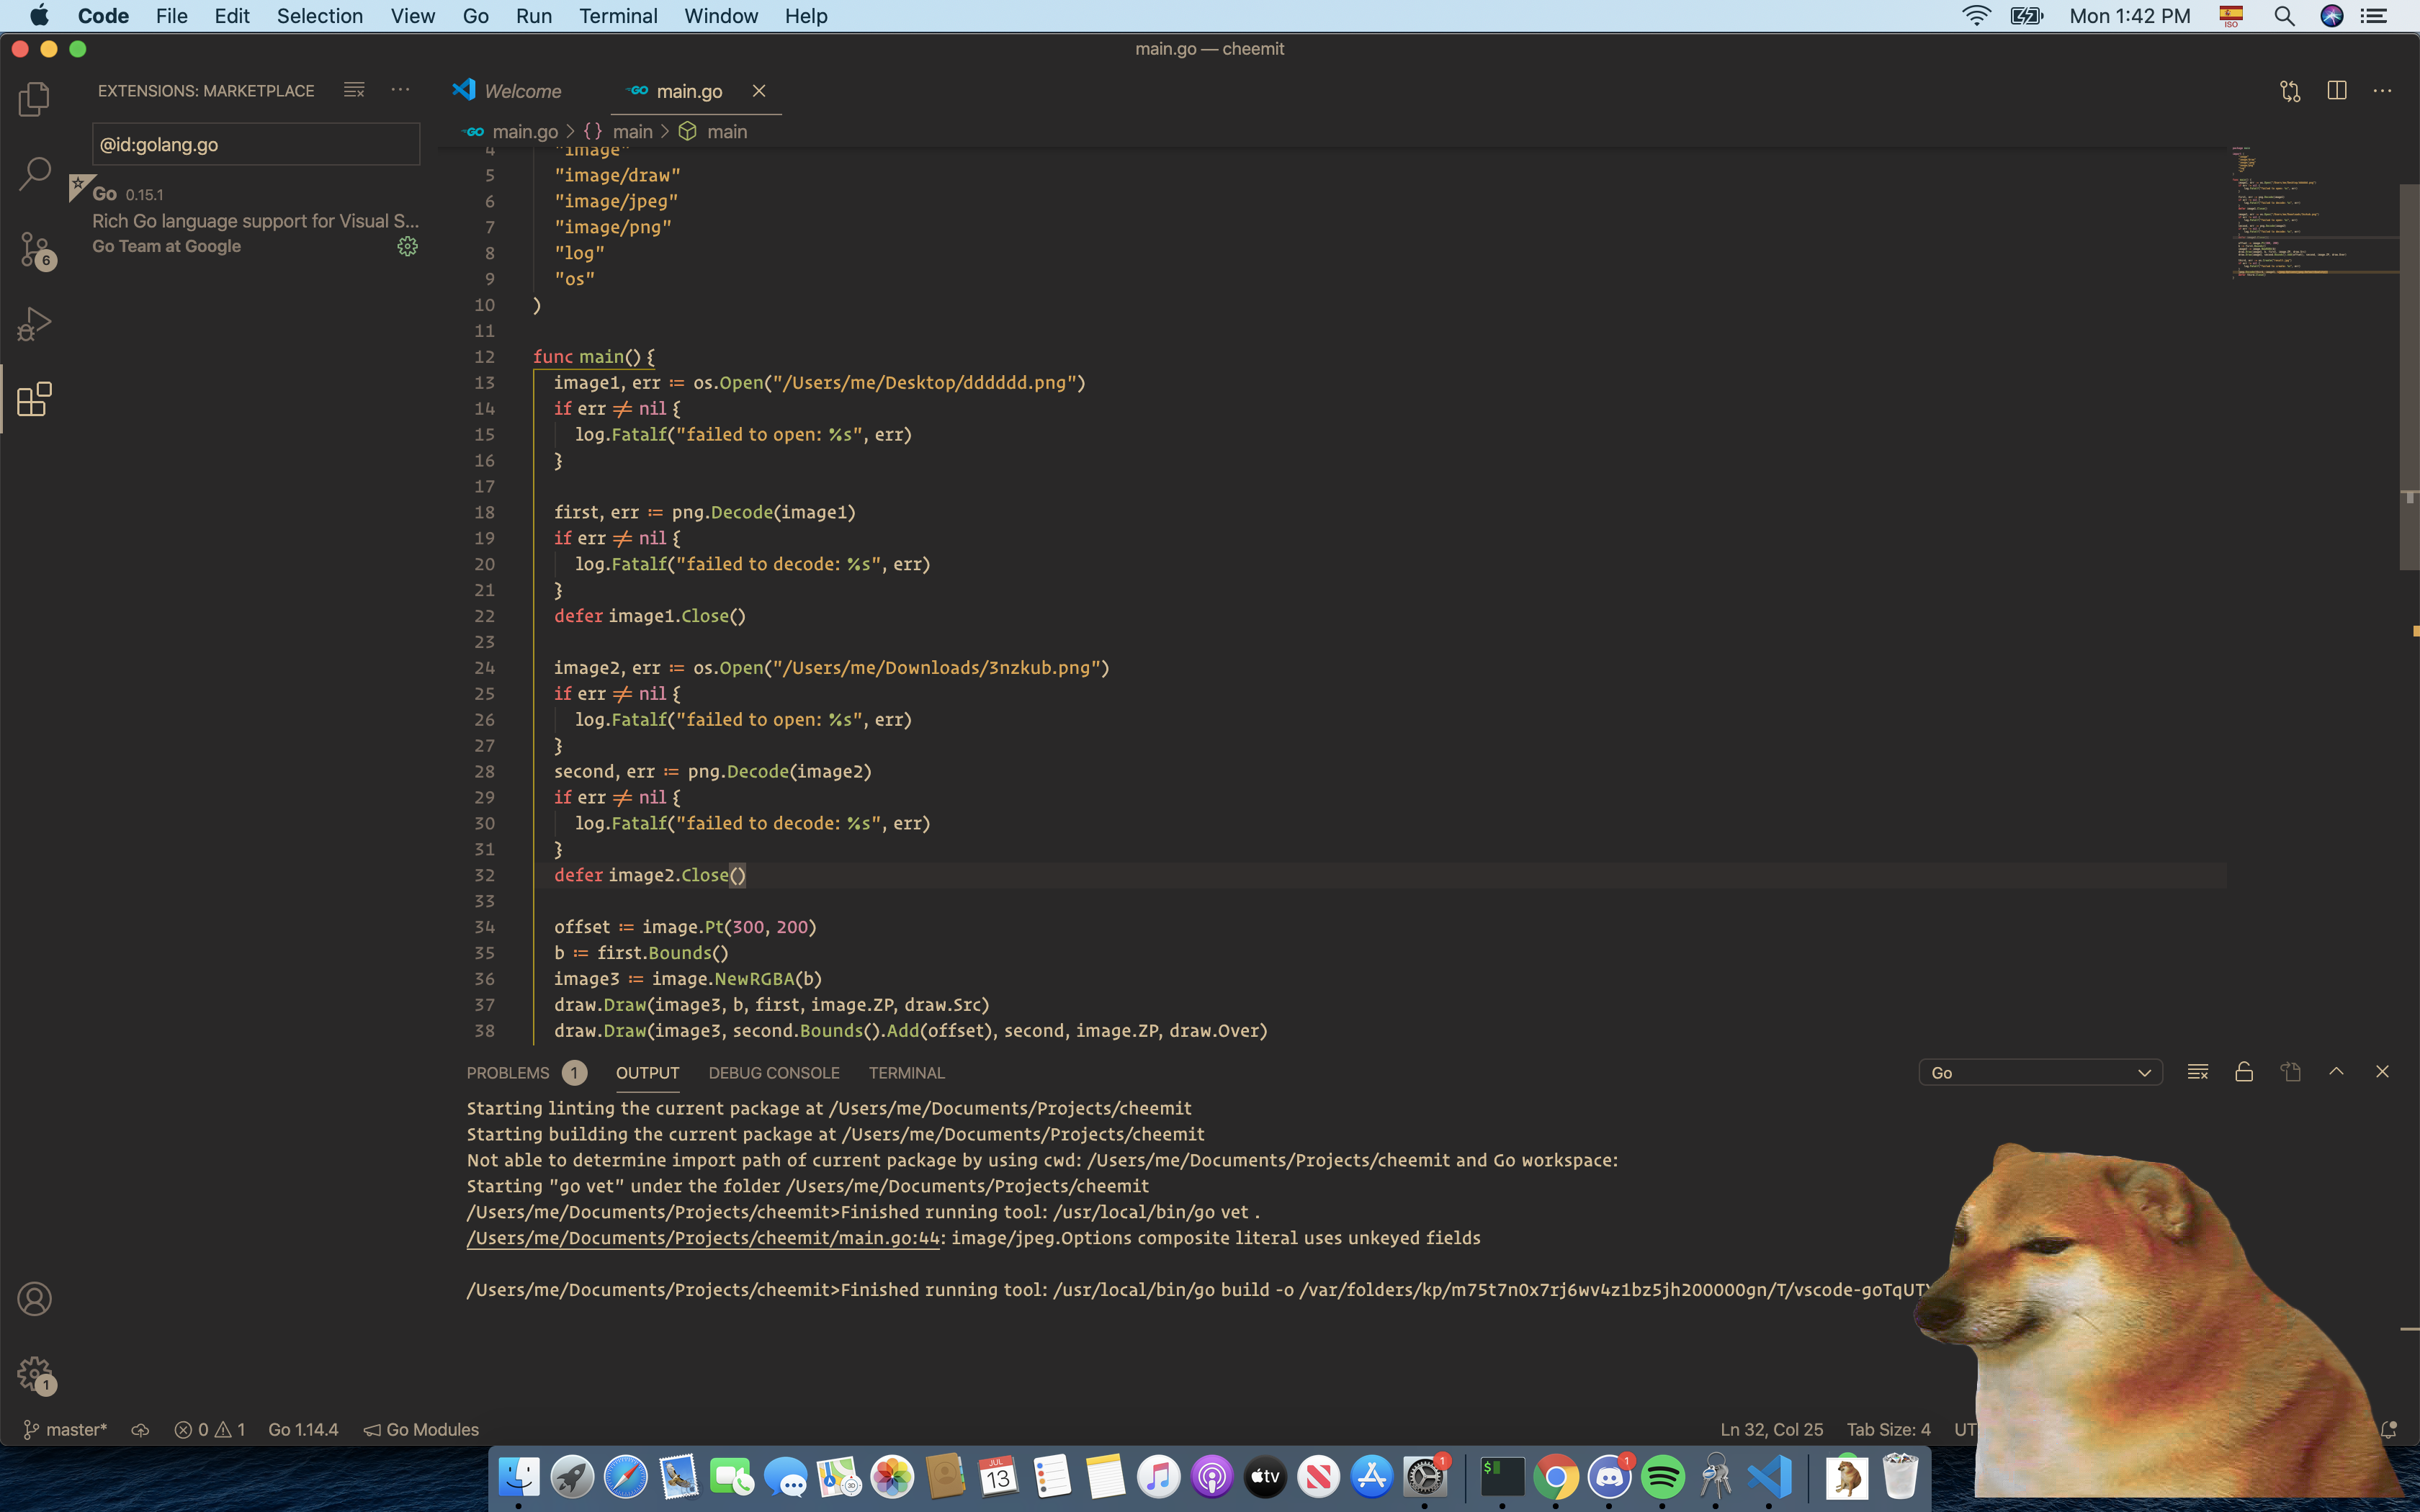 Code File Edit Selection View Go Run Terminal Window Help Mon 1:42 PM ISO
main.go — cheemit
EXTENSIONS: MARKETPLACE
@id:golang.go
Go 0.15.1
Rich Go language support for Visual S...
Go Team at Google
6
1
Welcome GO main.go
GO main.go > {} main > main
4 "image"
5 "image/draw"
6 "image/jpeg"
7 "image/png"
8 "log"
9 "os"
10 )
11
12 func main() {
13 image1, err := os.Open("/Users/me/Desktop/dddddd.png")
14 if err ≠ nil {
15 log.Fatalf("failed to open: %s", err)
16 }
17
18 first, err := png.Decode(image1)
19 if err ≠ nil {
20 log.Fatalf("failed to decode: %s", err)
21 }
22 defer image1.Close()
23
24 image2, err := os.Open("/Users/me/Downloads/3nzkub.png")
25 if err ≠ nil {
26 log.Fatalf("failed to open: %s", err)
27 }
28 second, err := png.Decode(image2)
29 if err ≠ nil {
30 log.Fatalf("failed to decode: %s", err)
31 }
32 defer image2.Close()
33
34 offset := image.Pt(300, 200)
35 b := first.Bounds()
36 image3 := image.NewRGBA(b)
37 draw.Draw(image3, b, first, image.ZP, draw.Src)
38 draw.Draw(image3, second.Bounds().Add(offset), second, image.ZP, draw.Over)
PROBLEMS 1 OUTPUT DEBUG CONSOLE TERMINAL Go
Starting linting the current package at /Users/me/Documents/Projects/cheemit
Starting building the current package at /Users/me/Documents/Projects/cheemit
Not able to determine import path of current package by using cwd: /Users/me/Documents/Projects/cheemit and Go workspace:
Starting "go vet" under the folder /Users/me/Documents/Projects/cheemit
/Users/me/Documents/Projects/cheemit>Finished running tool: /usr/local/bin/go vet .
/Users/me/Documents/Projects/cheemit/main.go:44: image/jpeg.Options composite literal uses unkeyed fields
/Users/me/Documents/Projects/cheemit>Finished running tool: /usr/local/bin/go build -o /var/folders/kp/m75t7n0x7rj6wv4z1bz5jh200000gn/T/vscode-goTqUT
master* 0 1 Go 1.14.4 Go Modules Ln 32, Col 25 Tab Size: 4 UT
JUL
13
3D
tv
1
$
1